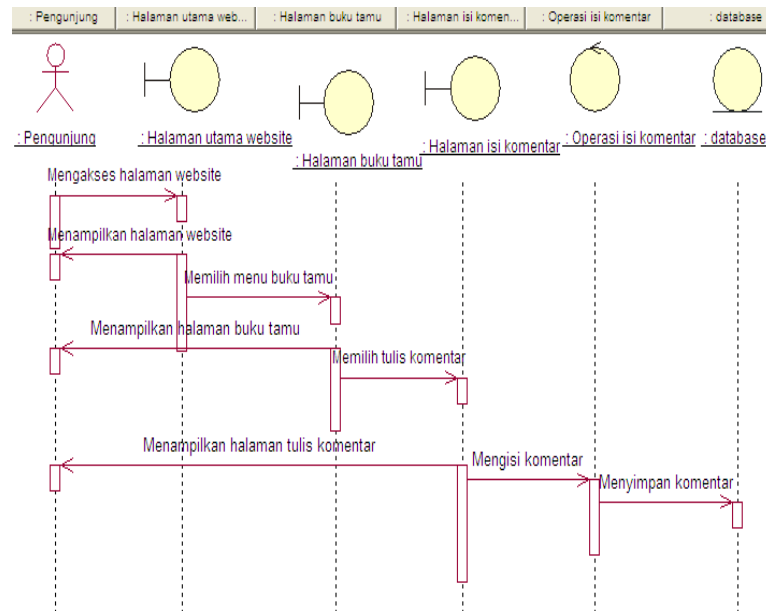 : Pengunjung
: Halaman utama web...
: Halaman buku tamu
: Halaman isi komen...
: Operasi isi komentar
: database
: Pengunjung
: Halaman utama website
: Halaman buku tamu
: Halaman isi komentar
: Operasi isi komentar
: database
Mengakses halaman website
Menampilkan halaman website
Memilih menu buku tamu
Menampilkan halaman buku tamu
Memilih tulis komentar
Menampilkan halaman tulis komentar
Mengisi komentar
Menyimpan komentar